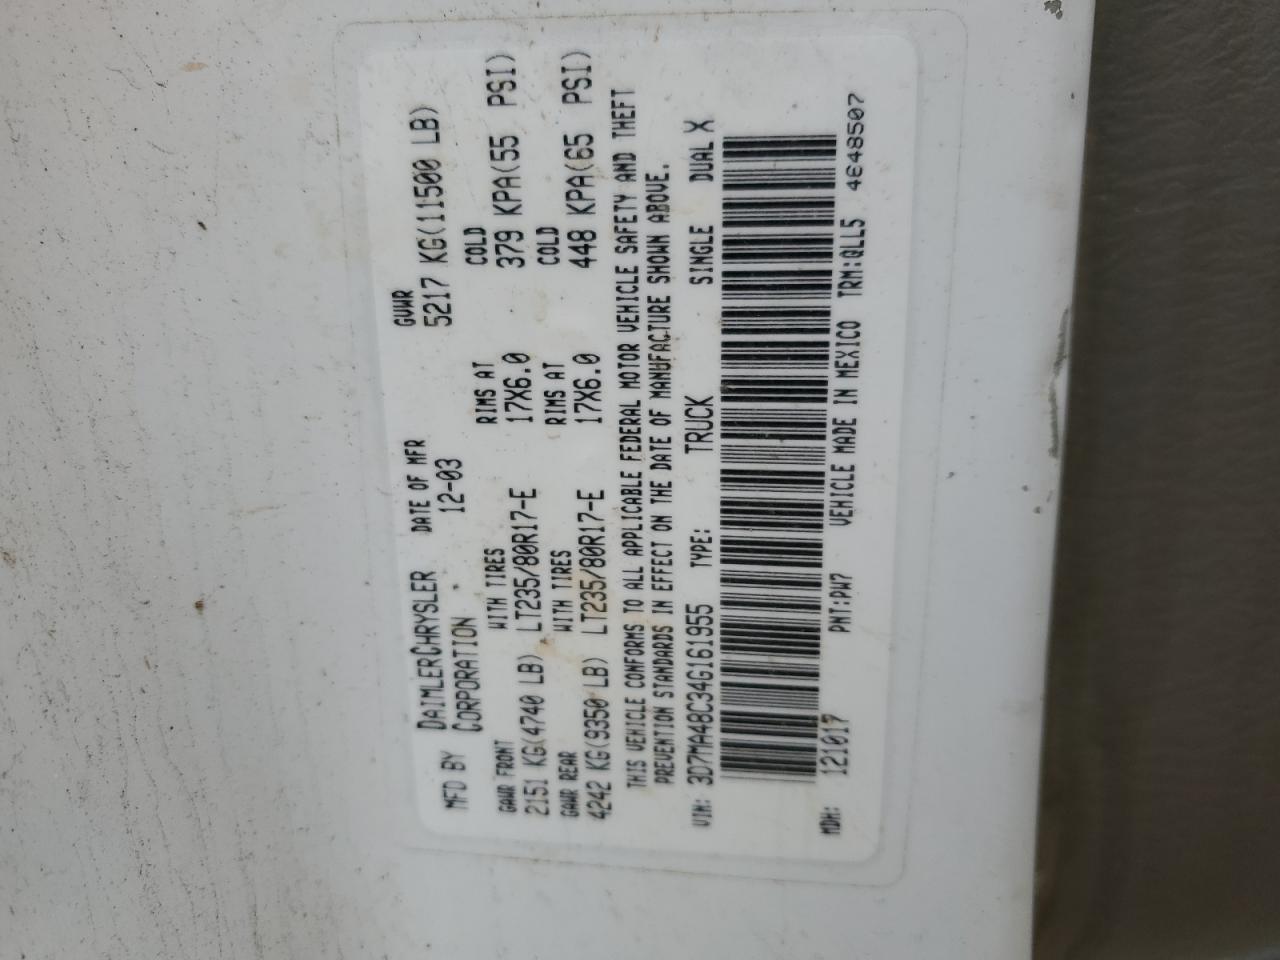 MFD BY DAIMLERCHRYSLER CORPORATION DATE OF MFR 12-03 GVWR 5217 KG(11500 LB)
GAWR FRONT WITH TIRES RIMS AT COLD
2151 KG(4740 LB) LT235/80R17-E 17X6.0 379 KPA(55 PSI)
GAWR REAR WITH TIRES RIMS AT COLD
4242 KG(9350 LB) LT235/80R17-E 17X6.0 448 KPA(65 PSI)
THIS VEHICLE CONFORMS TO ALL APPLICABLE FEDERAL MOTOR VEHICLE SAFETY AND THEFT
PREVENTION STANDARDS IN EFFECT ON THE DATE OF MANUFACTURE SHOWN ABOVE.
VIN: 3D7MA48C34G161955 TYPE: TRUCK SINGLE DUAL X
MDH: 121017 PNT:PW7 VEHICLE MADE IN MEXICO TRM:QLL5 4648507